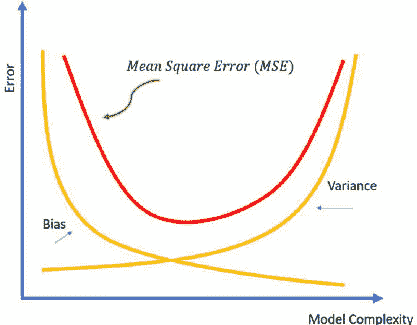 Error
Mean Square Error (MSE)
Variance
Bias
Model Complexity